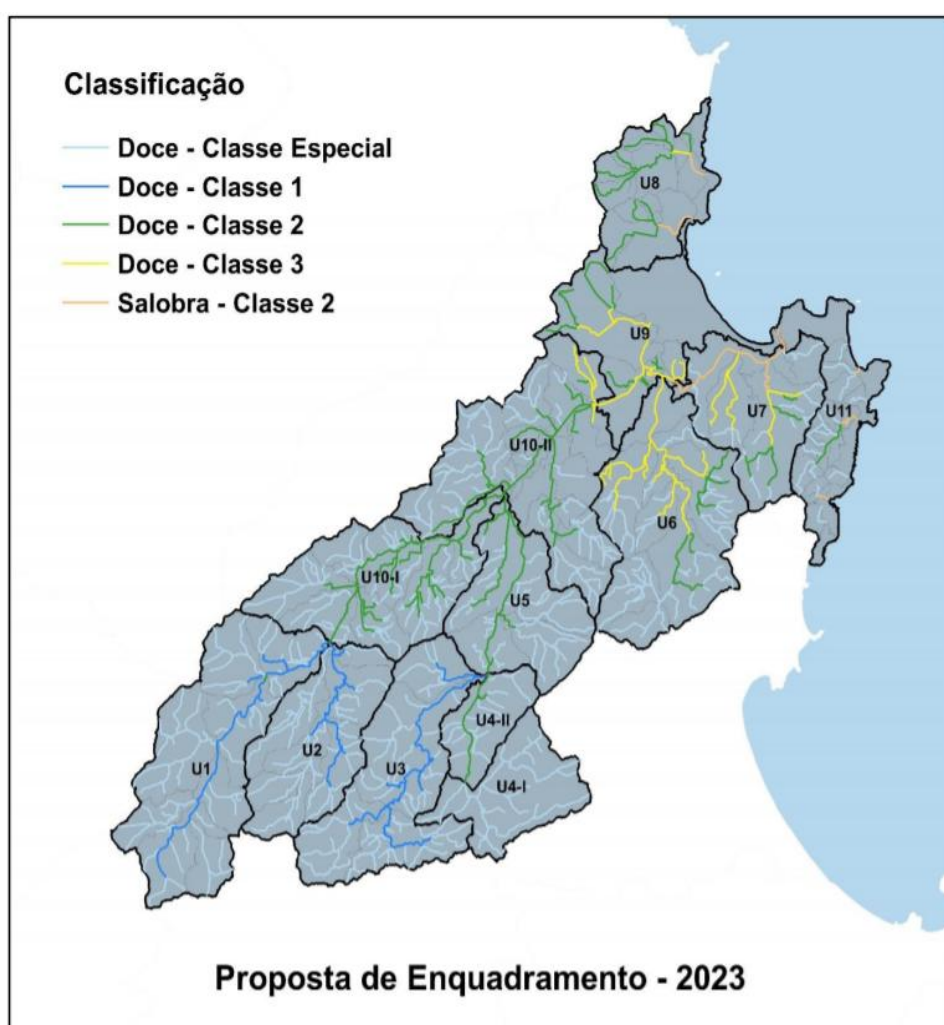 Classificação
Doce - Classe Especial
Doce - Classe 1
Doce - Classe 2
Doce - Classe 3
Salobra - Classe 2
U8
U9
U7
U11
U10-II
U6
U10-I
U5
U4-II
U1
U2
U3
U4-I
Proposta de Enquadramento - 2023